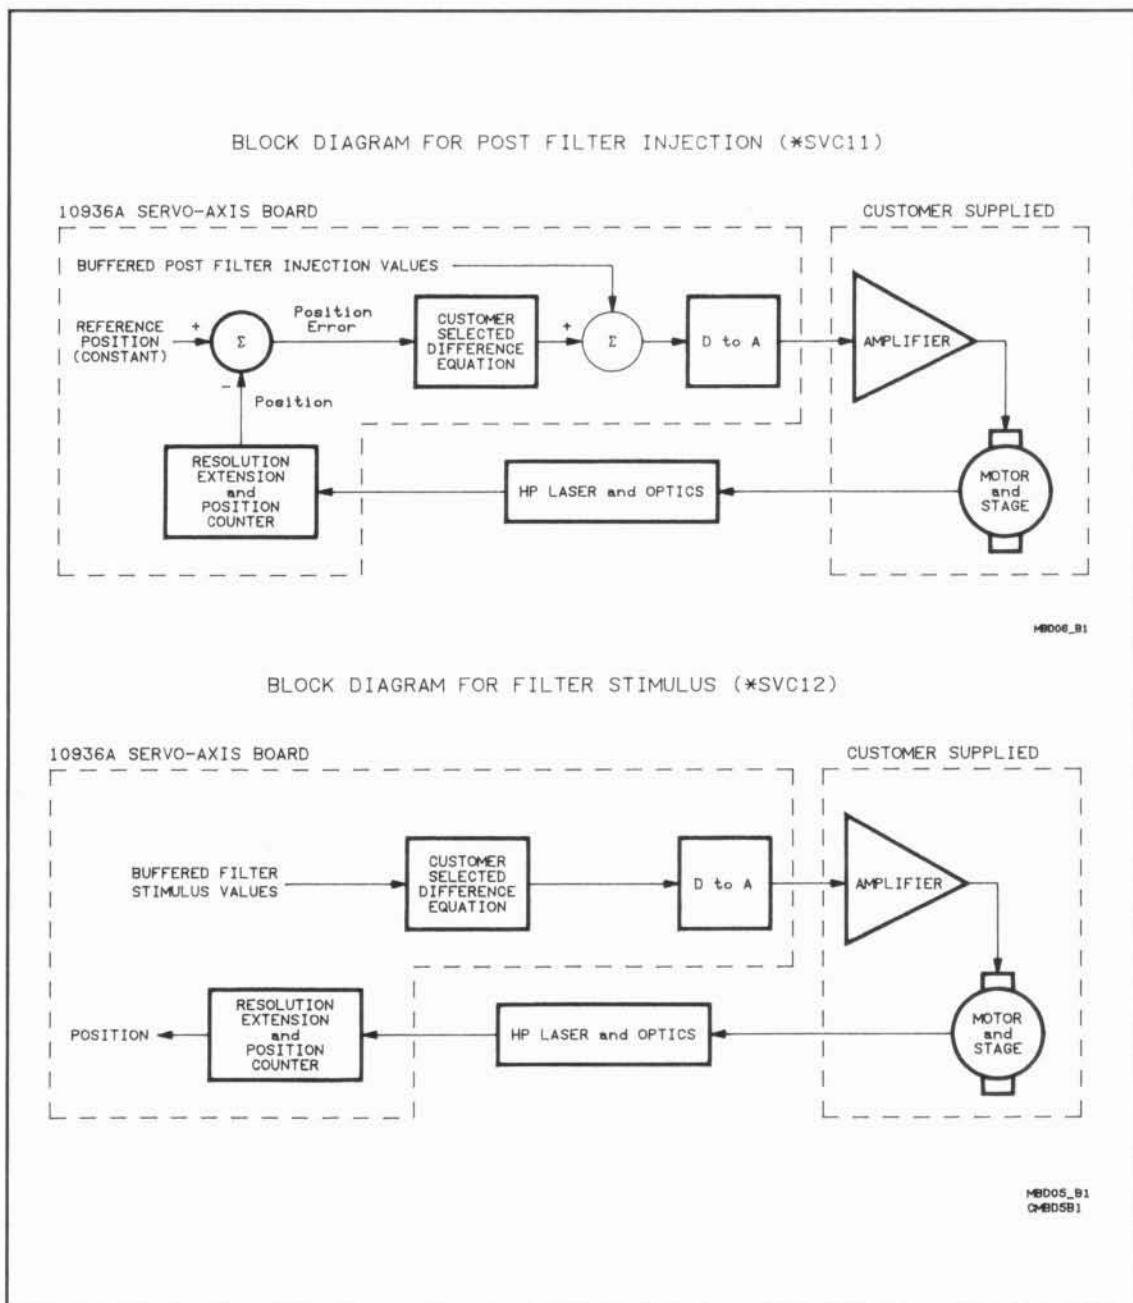 BLOCK DIAGRAM FOR POST FILTER INJECTION (*SVC11)
10936A SERVO-AXIS BOARD
CUSTOMER SUPPLIED
BUFFERED POST FILTER INJECTION VALUES
REFERENCE
POSITION
(CONSTANT)
+
Σ
-
Position
Error
CUSTOMER
SELECTED
DIFFERENCE
EQUATION
+
Σ
D to A
AMPLIFIER
Position
RESOLUTION
EXTENSION
and
POSITION
COUNTER
HP LASER and OPTICS
MOTOR
and
STAGE
MBD06_B1
BLOCK DIAGRAM FOR FILTER STIMULUS (*SVC12)
10936A SERVO-AXIS BOARD
CUSTOMER SUPPLIED
BUFFERED FILTER
STIMULUS VALUES
CUSTOMER
SELECTED
DIFFERENCE
EQUATION
D to A
AMPLIFIER
POSITION
RESOLUTION
EXTENSION
and
POSITION
COUNTER
HP LASER and OPTICS
MOTOR
and
STAGE
MBD05_B1
CMBD5B1